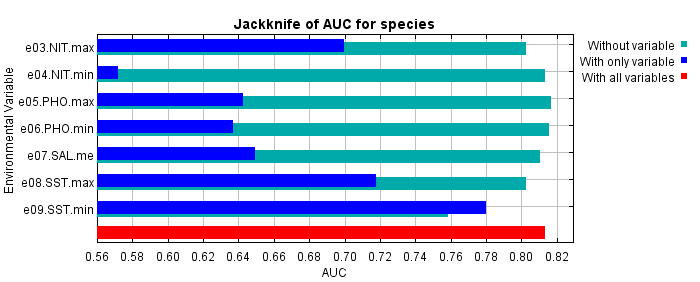 Jackknife of AUC for species
Environmental Variable
e03.NIT.max
e04.NIT.min
e05.PHO.max
e06.PHO.min
e07.SAL.me
e08.SST.max
e09.SST.min
0.56 0.58 0.60 0.62 0.64 0.66 0.68 0.70 0.72 0.74 0.76 0.78 0.80 0.82
AUC
Without variable
With only variable
With all variables